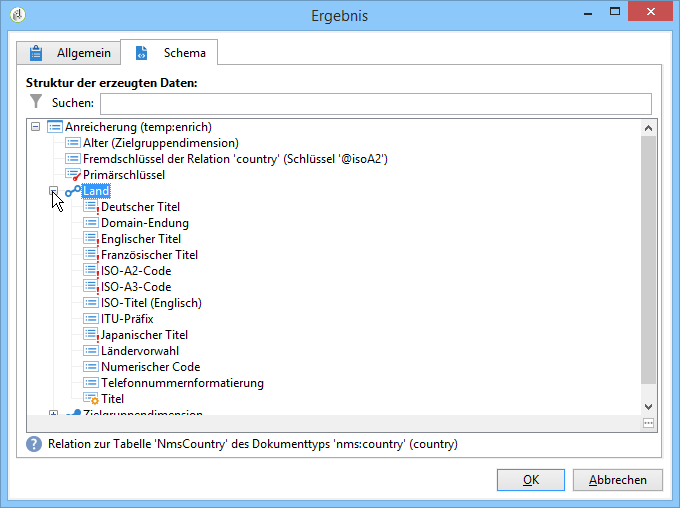 Ergebnis
Allgemein
Schema
Struktur der erzeugten Daten:
Suchen:
Anreicherung (temp:enrich)
Alter (Zielgruppendimension)
Fremdschlüssel der Relation 'country' (Schlüssel '@isoA2')
Primärschlüssel
Land
Deutscher Titel
Domain-Endung
Englischer Titel
Französischer Titel
ISO-A2-Code
ISO-A3-Code
ISO-Titel (Englisch)
ITU-Präfix
Japanischer Titel
Ländervorwahl
Numerischer Code
Telefonnummernformatierung
Titel
Zielgruppendimension
Relation zur Tabelle 'NmsCountry' des Dokumenttyps 'nms:country' (country)
OK
Abbrechen